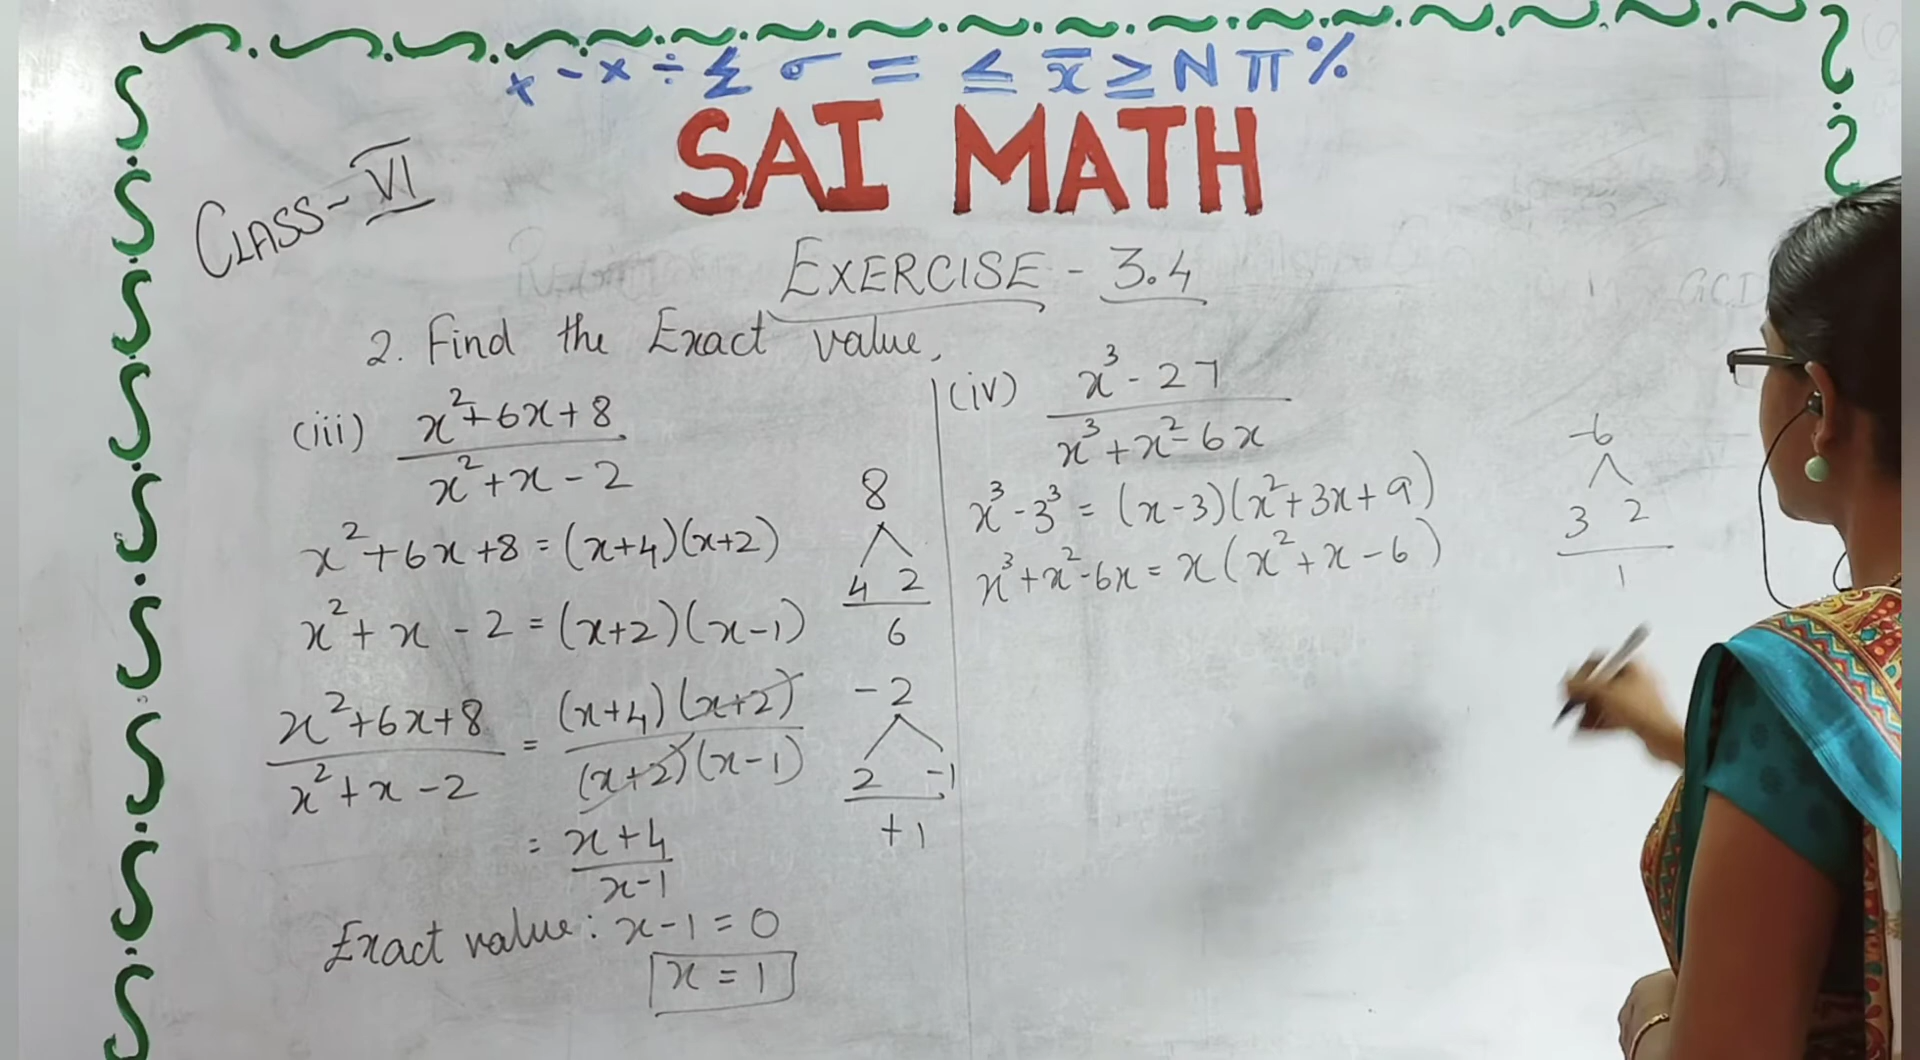 + - × ÷ Σ σ = ≤ x̄ ≥ N π %
SAI MATH
CLASS - VI
EXERCISE - 3.4
2. Find the Exact value,
(iii) x²+6x+8
x²+x-2
x²+6x+8 = (x+4)(x+2)
8
4 2
6
x²+x-2 = (x+2)(x-1)
-2
2 -1
+1
x²+6x+8 = (x+4)(x+2)
x²+x-2 (x+2)(x-1)
= x+4
x-1
Exact value: x-1=0
x = 1
(iv) x³-27
x³+x²-6x
x³-3³ = (x-3)(x²+3x+9)
x³+x²-6x = x(x²+x-6)
-6
3 2
1
GCD